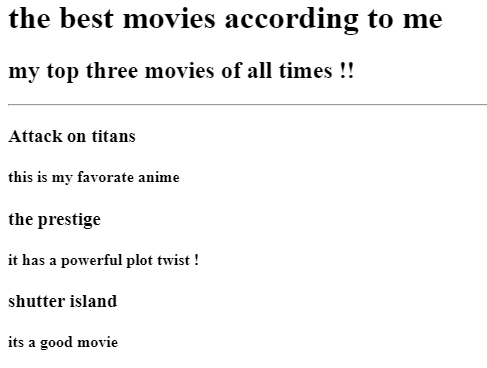 the best movies according to me
my top three movies of all times !!
Attack on titans
this is my favorate anime
the prestige
it has a powerful plot twist !
shutter island
its a good movie